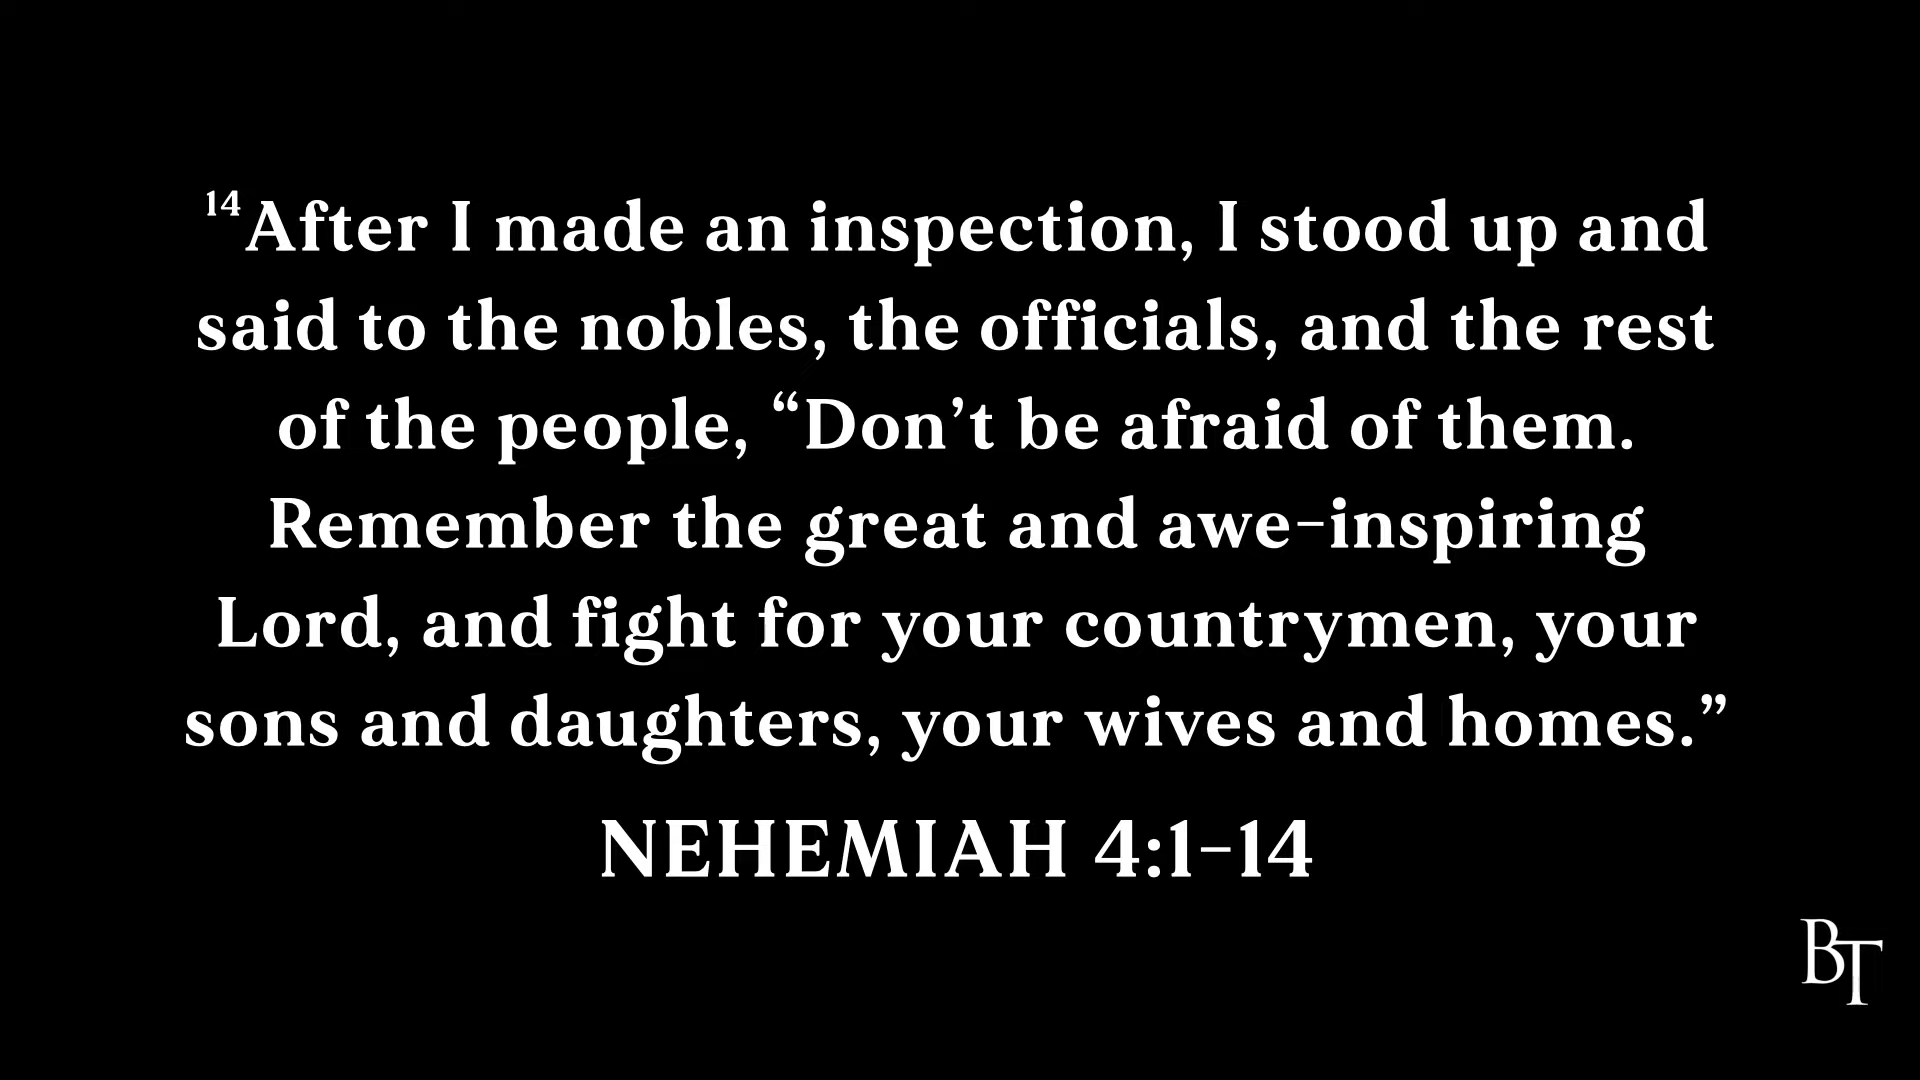 14 After I made an inspection, I stood up and
said to the nobles, the officials, and the rest
of the people, “Don’t be afraid of them.
Remember the great and awe-inspiring
Lord, and fight for your countrymen, your
sons and daughters, your wives and homes.”
NEHEMIAH 4:1-14
BT